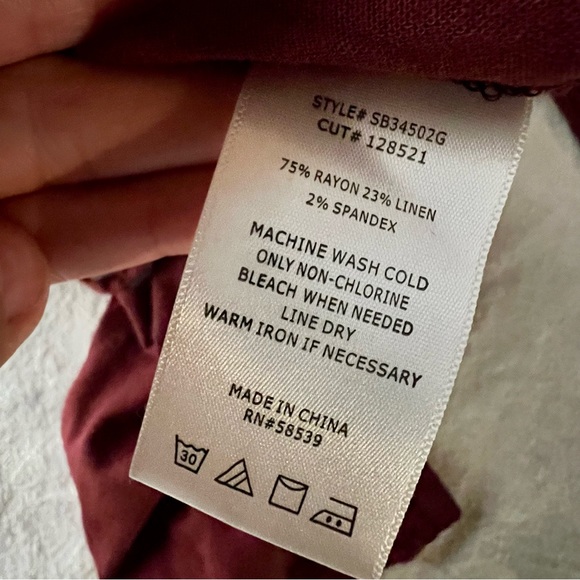 STYLE# SB34502G
CUT# 128521
75% RAYON 23% LINEN
2% SPANDEX
MACHINE WASH COLD
ONLY NON-CHLORINE
BLEACH WHEN NEEDED
LINE DRY
WARM IRON IF NECESSARY
MADE IN CHINA
RN#58539
30